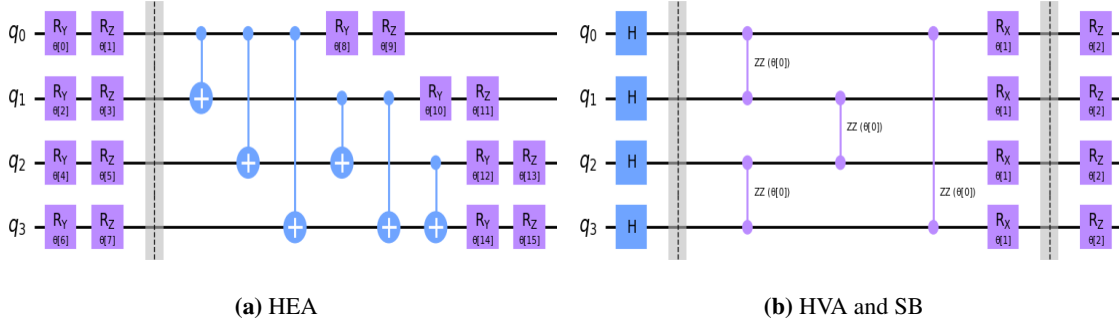 q0 RY θ[0] RZ θ[1] RY θ[8] RZ θ[9]
q1 RY θ[2] RZ θ[3] RY θ[10] RZ θ[11]
q2 RY θ[4] RZ θ[5] RY θ[12] RZ θ[13]
q3 RY θ[6] RZ θ[7] RY θ[14] RZ θ[15]
(a) HEA
q0 H RX θ[1] RZ θ[2]
ZZ (θ[0])
q1 H RX θ[1] RZ θ[2]
ZZ (θ[0])
q2 H RX θ[1] RZ θ[2]
ZZ (θ[0]) ZZ (θ[0])
q3 H RX θ[1] RZ θ[2]
(b) HVA and SB